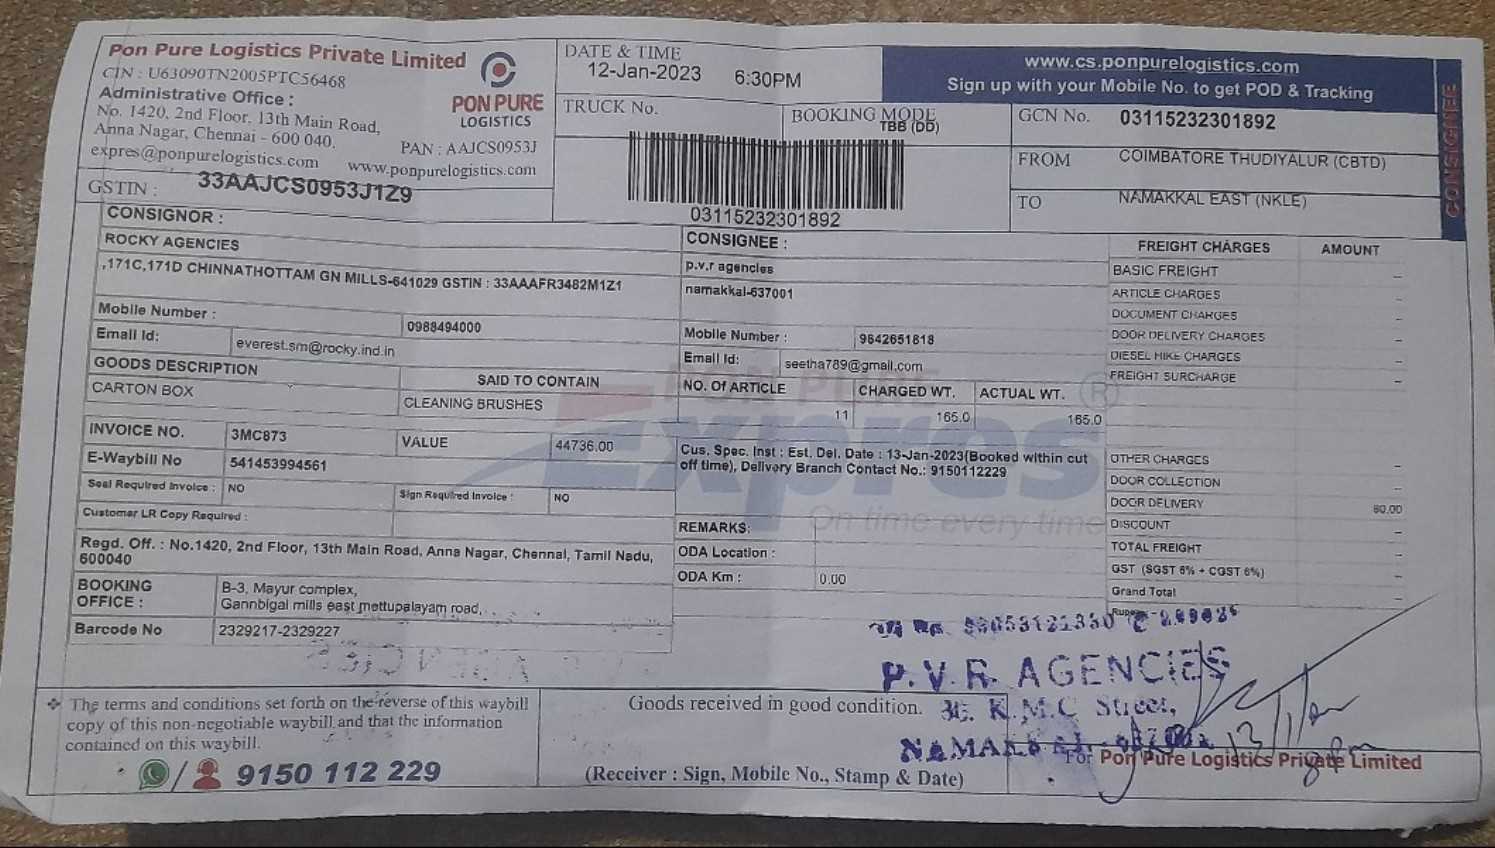 Pon Pure Logistics Private Limited
CIN : U63090TN2005PTC56468
Administrative Office :
No. 1420, 2nd Floor, 13th Main Road,
Anna Nagar, Chennai - 600 040.
PAN : AAJCS0953J
expres@ponpurelogistics.com
www.ponpurelogistics.com
PON PURE
LOGISTICS
GSTIN : 33AAJCS0953J1Z9
DATE & TIME
12-Jan-2023 6:30PM
TRUCK No.
BOOKING MODE
TBB (DD)
03115232301892
www.cs.ponpurelogistics.com
Sign up with your Mobile No. to get POD & Tracking
GCN No. 03115232301892
FROM COIMBATORE THUDIYALUR (CBTD)
TO NAMAKKAL EAST (NKLE)
CONSIGNEE
CONSIGNOR :
ROCKY AGENCIES
,171C,171D CHINNATHOTTAM GN MILLS-641029 GSTIN : 33AAAFR3482M1Z1
Mobile Number : 0988494000
Email Id: everest.sm@rocky.ind.in
GOODS DESCRIPTION
SAID TO CONTAIN
CARTON BOX
CLEANING BRUSHES
INVOICE NO. 3MC873 VALUE 44736.00
E-Waybill No 541453994561
Seal Required Invoice : NO Sign Required Invoice : NO
Customer LR Copy Required :
Regd. Off. : No.1420, 2nd Floor, 13th Main Road, Anna Nagar, Chennai, Tamil Nadu,
600040
BOOKING
OFFICE :
B-3, Mayur complex,
Gannbigal mills east mettupalayam road,
Barcode No 2329217-2329227
CONSIGNEE :
p.v.r agencies
namakkal-637001
Mobile Number : 9842651818
Email Id: seetha789@gmail.com
NO. Of ARTICLE CHARGED WT. ACTUAL WT.
11 165.0 165.0
Cus. Spec. Inst : Est. Del. Date : 13-Jan-2023(Booked within cut
off time), Delivery Branch Contact No.: 9150112229
PON PURE
Expres
On time every time
REMARKS:
ODA Location :
ODA Km : 0.00
FREIGHT CHARGES AMOUNT
BASIC FREIGHT -
ARTICLE CHARGES -
DOCUMENT CHARGES -
DOOR DELIVERY CHARGES -
DIESEL HIKE CHARGES -
FREIGHT SURCHARGE -
OTHER CHARGES -
DOOR COLLECTION -
DOOR DELIVERY 80.00
DISCOUNT -
TOTAL FREIGHT -
GST (SGST 6% + CGST 6%) -
Grand Total -
P.V.R. AGENCIES
K.M.C Street,
NAMAKKAL
13/1/
❖ The terms and conditions set forth on the reverse of this waybill
copy of this non-negotiable waybill and that the information
contained on this waybill.
9150 112 229
Goods received in good condition.
(Receiver : Sign, Mobile No., Stamp & Date)
For Pon Pure Logistics Private Limited